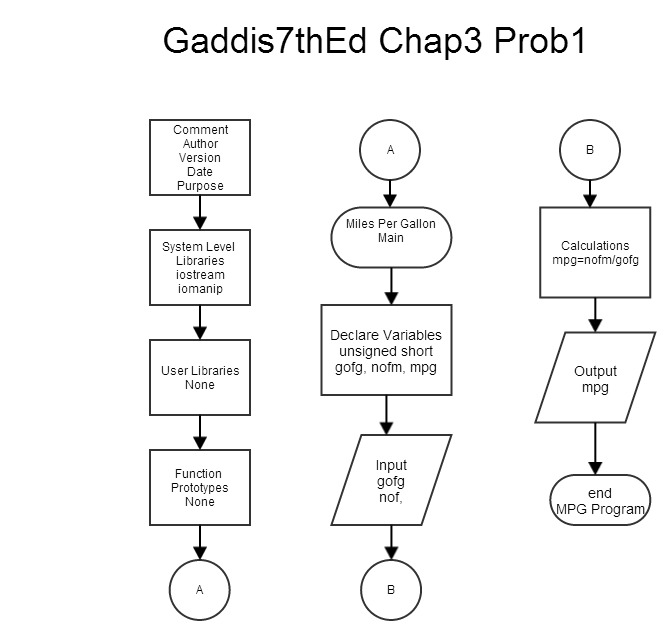 Gaddis7thEd Chap3 Prob1
Comment
Author
Version
Date
Purpose
System Level
Libraries
iostream
iomanip
User Libraries
None
Function
Prototypes
None
A
A
Miles Per Gallon
Main
Declare Variables
unsigned short
gofg, nofm, mpg
Input
gofg
nof,
B
B
Calculations
mpg=nofm/gofg
Output
mpg
end
MPG Program